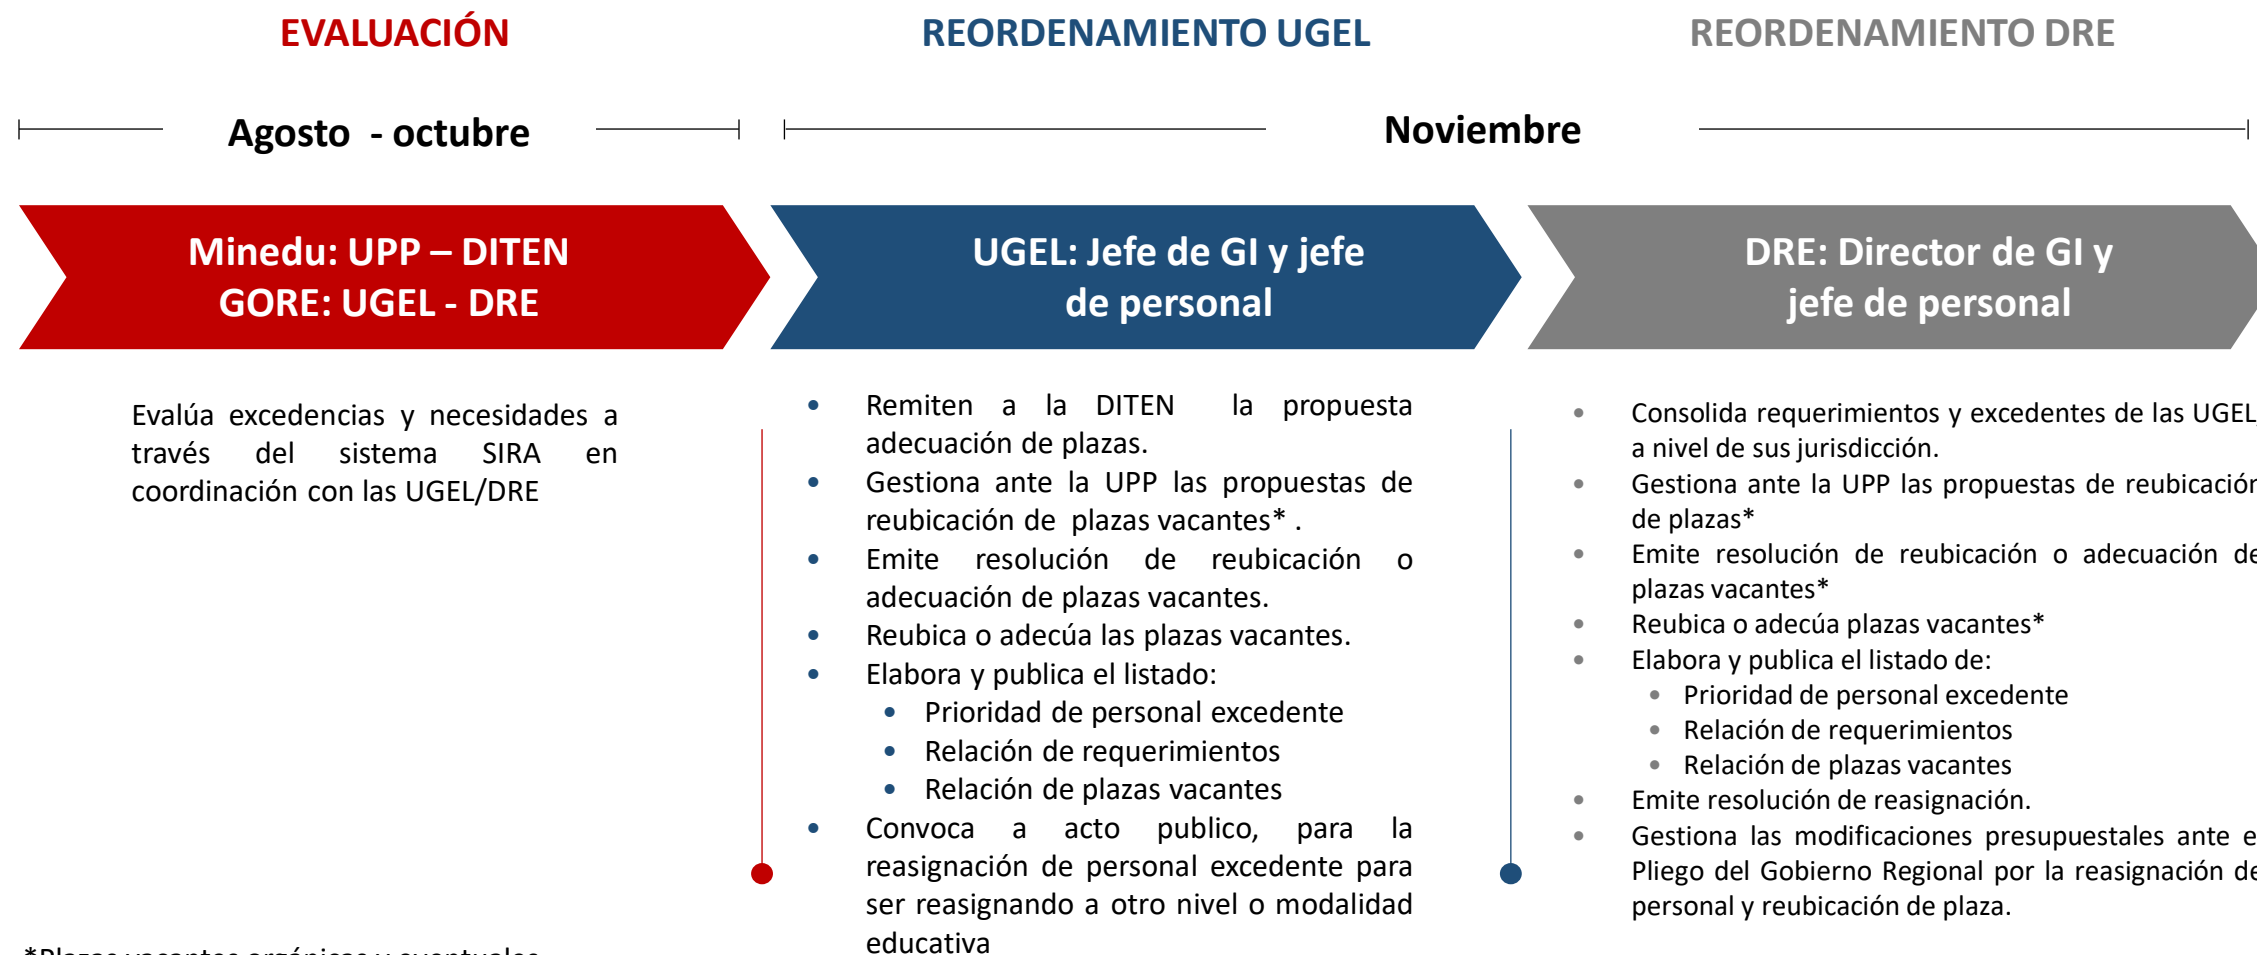 EVALUACIÓN
Agosto - octubre
Minedu: UPP – DITEN
GORE: UGEL - DRE
Evalúa excedencias y necesidades a
través del sistema SIRA en
coordinación con las UGEL/DRE
REORDENAMIENTO UGEL
REORDENAMIENTO DRE
Noviembre
UGEL: Jefe de GI y jefe
de personal
• Remiten a la DITEN la propuesta
adecuación de plazas.
• Gestiona ante la UPP las propuestas de
reubicación de plazas vacantes* .
• Emite resolución de reubicación o
adecuación de plazas vacantes.
• Reubica o adecúa las plazas vacantes.
• Elabora y publica el listado:
• Prioridad de personal excedente
• Relación de requerimientos
• Relación de plazas vacantes
• Convoca a acto publico, para la
reasignación de personal excedente para
ser reasignando a otro nivel o modalidad
educativa
DRE: Director de GI y
jefe de personal
• Consolida requerimientos y excedentes de las UGEL,
a nivel de sus jurisdicción.
• Gestiona ante la UPP las propuestas de reubicación
de plazas*
• Emite resolución de reubicación o adecuación de
plazas vacantes*
• Reubica o adecúa plazas vacantes*
• Elabora y publica el listado de:
• Prioridad de personal excedente
• Relación de requerimientos
• Relación de plazas vacantes
• Emite resolución de reasignación.
• Gestiona las modificaciones presupuestales ante el
Pliego del Gobierno Regional por la reasignación de
personal y reubicación de plaza.
*Plazas vacantes orgánicas y eventuales